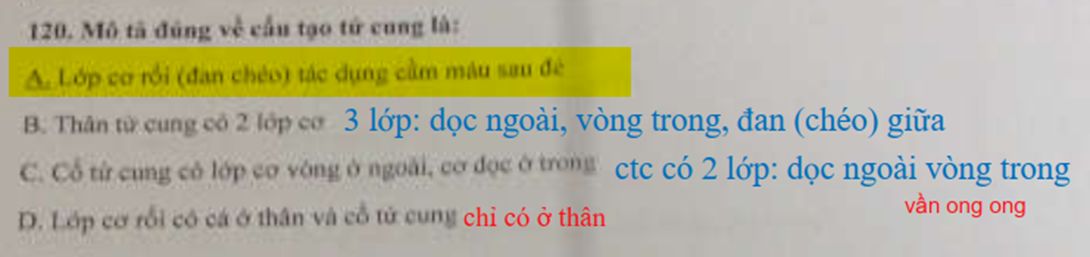 120. Mô tả đúng về cấu tạo tử cung là:
A. Lớp cơ rối (đan chéo) tác dụng cầm máu sau đẻ
B. Thân tử cung có 2 lớp cơ 3 lớp: dọc ngoài, vòng trong, đan (chéo) giữa
C. Cổ tử cung có lớp cơ vòng ở ngoài, cơ dọc ở trong ctc có 2 lớp: dọc ngoài vòng trong
vần ong ong
D. Lớp cơ rối có cả ở thân và cổ tử cung chỉ có ở thân